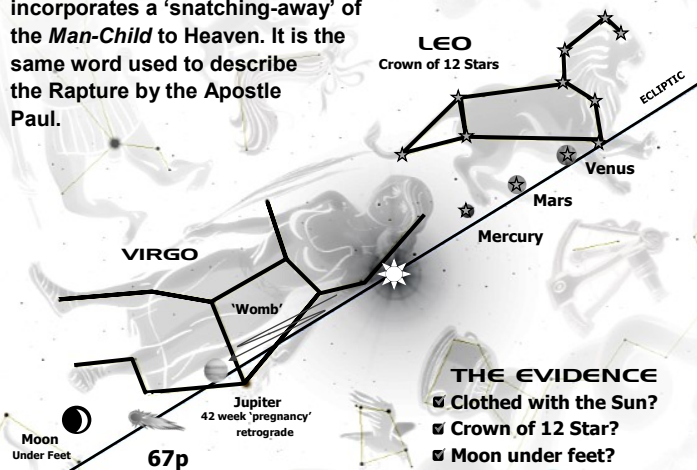 incorporates a ‘snatching-away’ of
the Man-Child to Heaven. It is the
same word used to describe
the Rapture by the Apostle
Paul.
LEO
Crown of 12 Stars
ECLIPTIC
Venus
Mars
Mercury
VIRGO
‘Womb’
Jupiter
42 week ‘pregnancy’
retrograde
Moon
Under Feet
67p
THE EVIDENCE
Clothed with the Sun?
Crown of 12 Star?
Moon under feet?